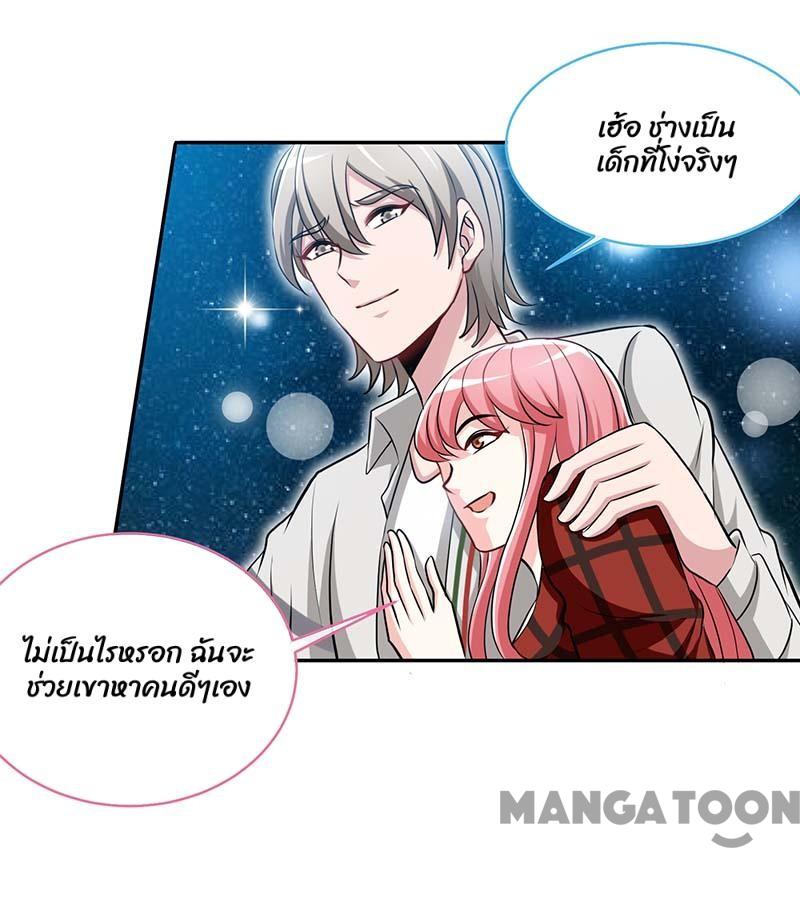 เฮ้อ ช่างเป็น
เด็กที่โง่จริงๆ
ไม่เป็นไรหรอก ฉันจะ
ช่วยเขาหาคนดีๆเอง
MANGATOON